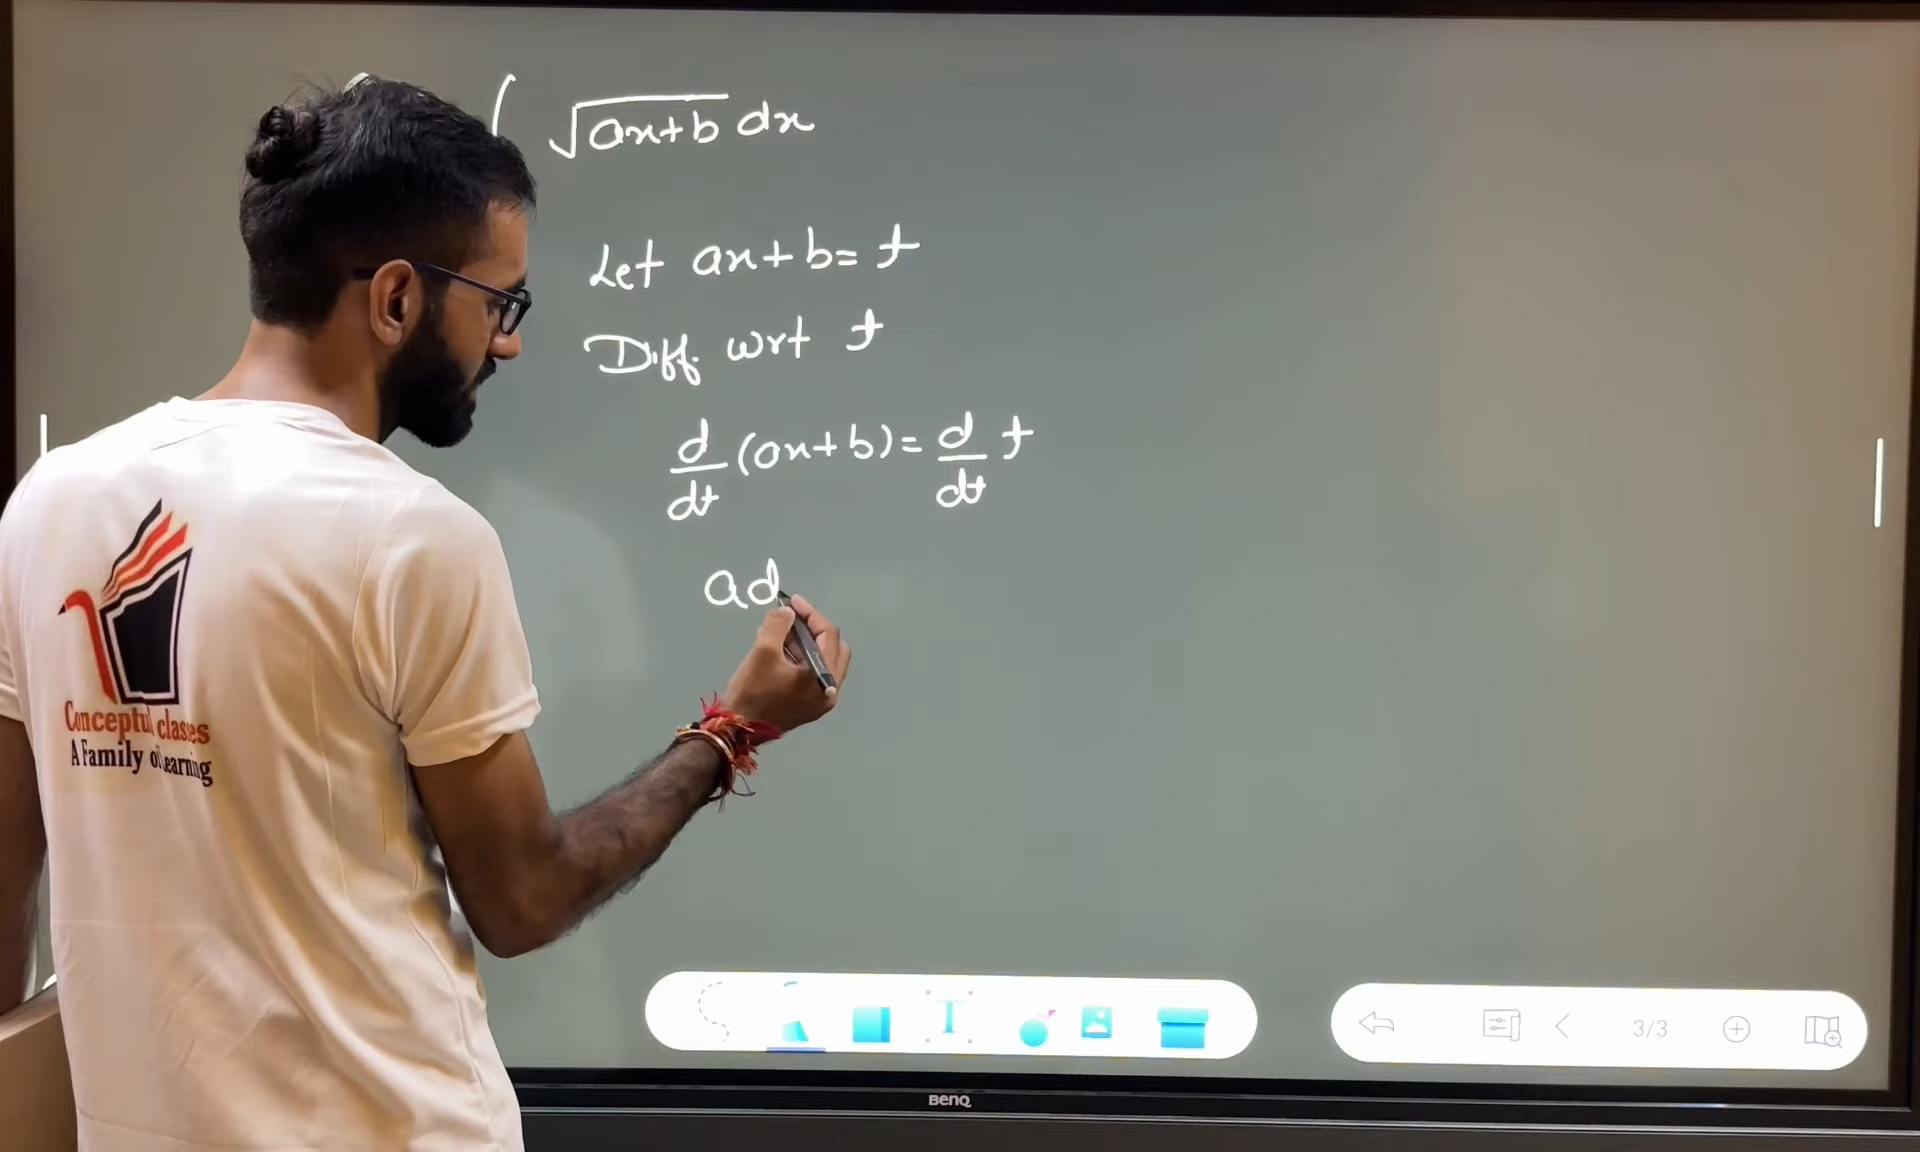 ∫ √ax+b dx
Let ax+b= t
Diff. wrt t
d/dt (ax+b) = d/dt t
ad
Conceptual classes
A Family of Learning
3/3
BenQ